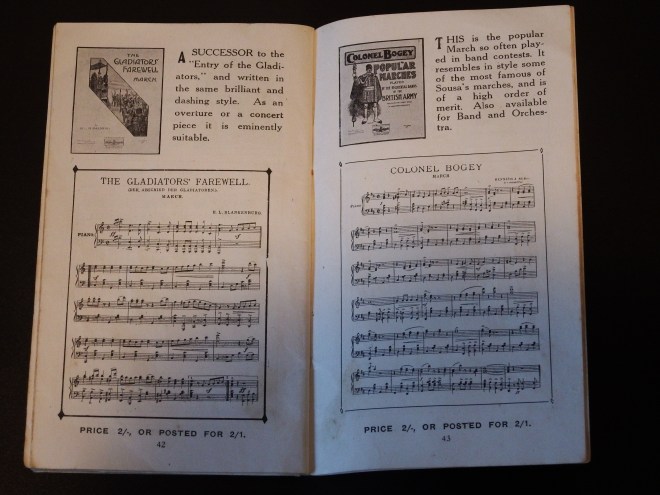 THE
GLADIATORS'
FAREWELL
MARCH
A SUCCESSOR to the
"Entry of the Gladi-
ators," and written in
the same brilliant and
dashing style. As an
overture or a concert
piece it is eminently
suitable.
THE GLADIATORS' FAREWELL.
(DER ABSCHIED DER GLADIATOREN).
MARCH.
H. L. BLANKENBURG.
PIANO.
PRICE 2/-, OR POSTED FOR 2/1.
42
COLONEL BOGEY
POPULAR
MARCHES
PLAYED
BRITISH ARMY
THIS is the popular
March so often play-
ed in band contests. It
resembles in style some
of the most famous of
Sousa's marches, and is
of a high order of
merit. Also available
for Band and Orches-
tra.
COLONEL BOGEY
MARCH
PIANO
PRICE 2/-, OR POSTED FOR 2/1.
43